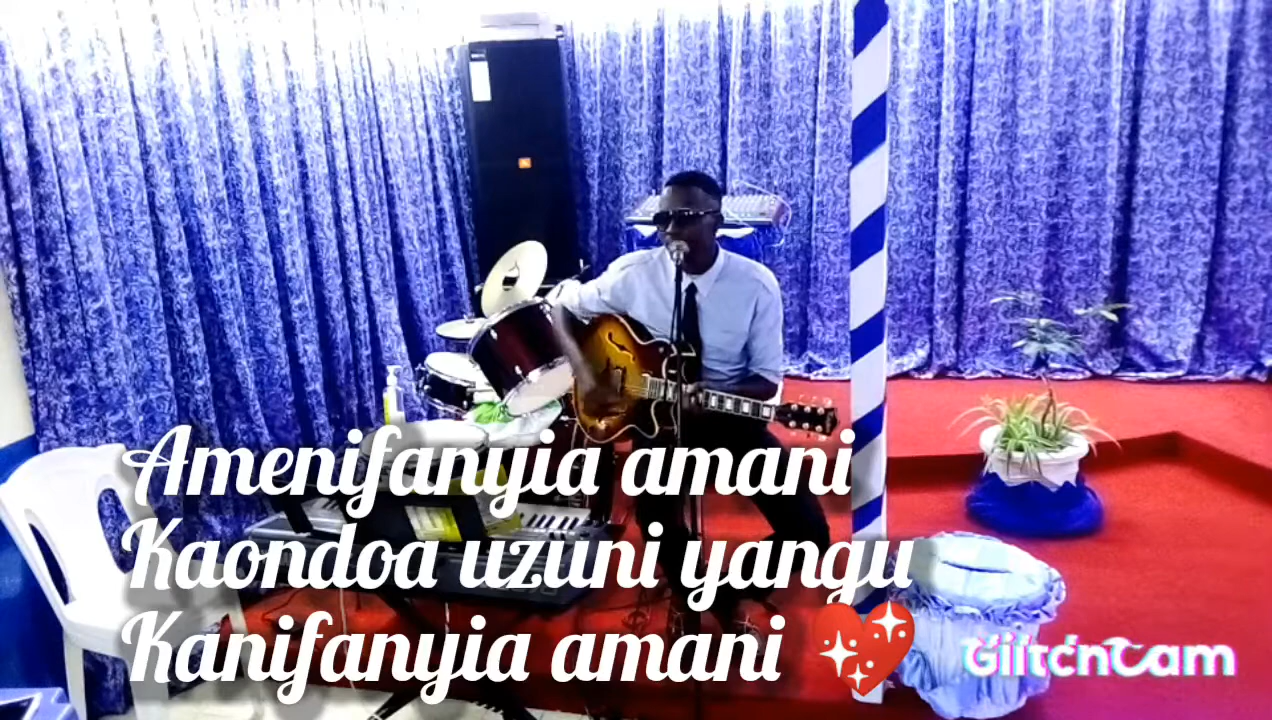 Amenifanyia amani
Kaondoa uzuni yangu
Kanifanyia amani 💖
GlitchCam